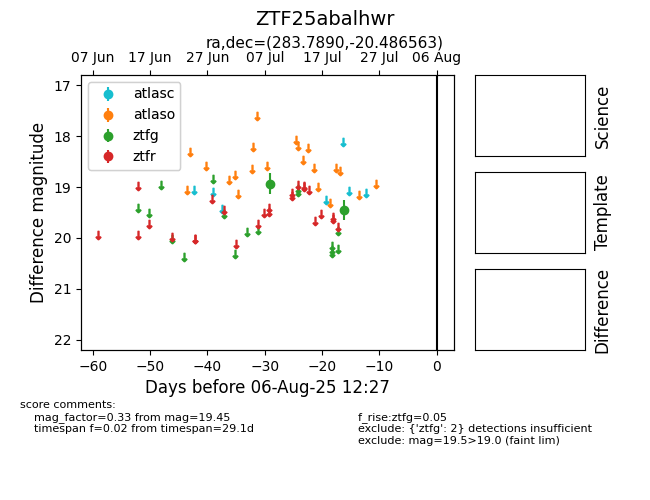 ZTF25abalhwr
ra,dec=(283.7890,-20.486563)
07 Jun 17 Jun 27 Jun 07 Jul 17 Jul 27 Jul 06 Aug
atlasc
atlaso
ztfg
ztfr
17
18
19
20
21
22
Difference magnitude
−60 −50 −40 −30 −20 −10 0
Days before 06-Aug-25 12:27
Science
Template
Difference
score comments:
mag_factor=0.33 from mag=19.45
timespan f=0.02 from timespan=29.1d
f_rise:ztfg=0.05
exclude: {'ztfg': 2} detections insufficient
exclude: mag=19.5>19.0 (faint lim)